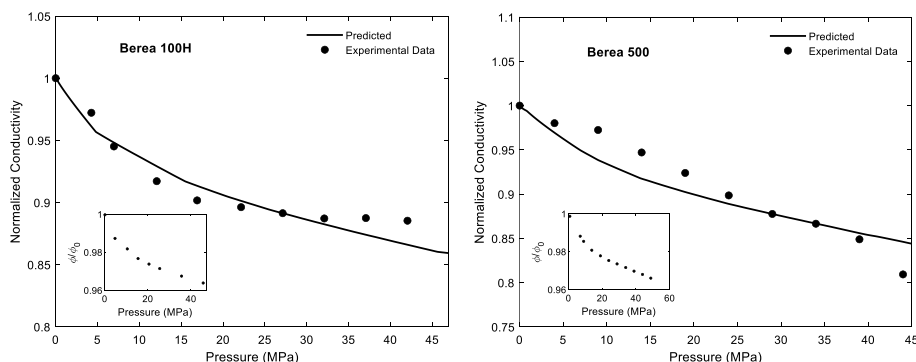 1.05
Berea 100H
Predicted
Experimental Data
1
0.95
0.9
0.85
0.8
Normalized Conductivity
1
0.98
0.96
ϕ/ϕ0
0 20 40
Pressure (MPa)
0 5 10 15 20 25 30 35 40 45
Pressure (MPa)
1.1
Berea 500
Predicted
Experimental Data
1.05
1
0.95
0.9
0.85
0.8
0.75
Normalized Conductivity
1
0.98
0.96
ϕ/ϕ0
0 20 40 60
Pressure (MPa)
0 5 10 15 20 25 30 35 40 45
Pressure (MPa)